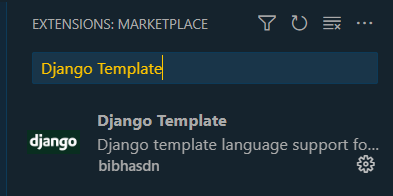 EXTENSIONS: MARKETPLACE
Django Template
Django Template
django
Django template language support fo...
bibhasdn